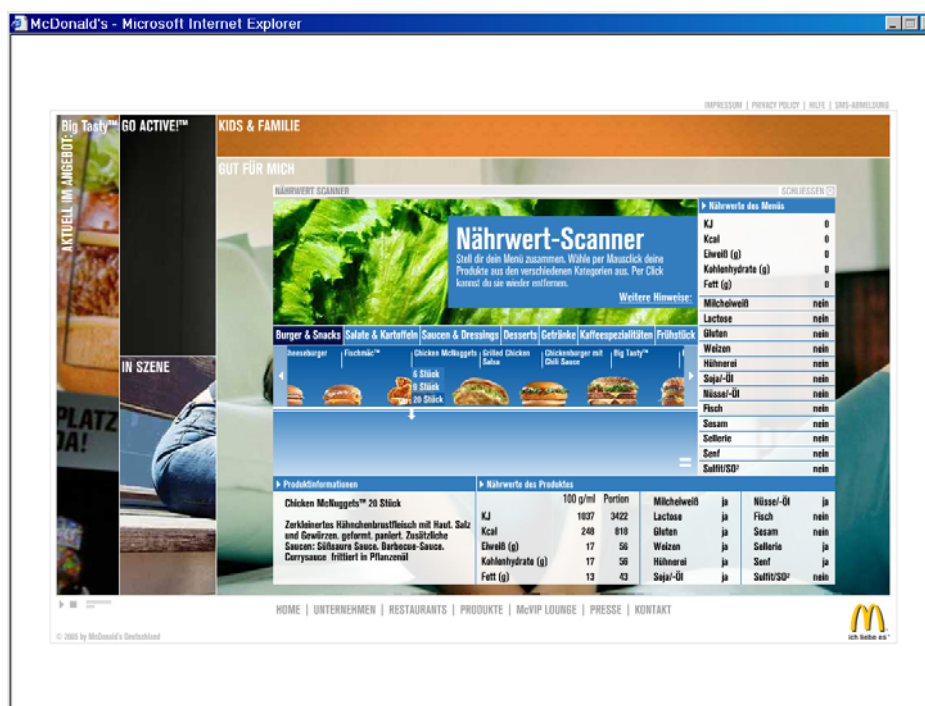 McDonald's - Microsoft Internet Explorer
IMPRESSUM | PRIVACY POLICY | HILFE | SMS-ABMELDUNG
AKTUELL IM ANGEBOT:
Big Tasty™
GO ACTIVE!™
KIDS & FAMILIE
GUT FÜR MICH
IN SZENE
PLATZ
DA!
NÄHRWERT SCANNER
SCHLIESSEN
Nährwert-Scanner
Stell dir dein Menü zusammen. Wähle per Mausclick deine
Produkte aus den verschiedenen Kategorien aus. Per Click
kannst du sie wieder entfernen.
Weitere Hinweise:
Burger & Snacks Salate & Kartoffeln Saucen & Dressings Desserts Getränke Kaffeespezialitäten Frühstück
heeseburger
Fischmäc™
Chicken McNuggets
6 Stück
9 Stück
20 Stück
Grilled Chicken
Salsa
Chickenburger mit
Chili Sauce
Big Tasty™
=
Nährwerte des Menüs
KJ 0
Kcal 0
Eiweiß (g) 0
Kohlenhydrate (g) 0
Fett (g) 0
Milcheiweiß nein
Lactose nein
Gluten nein
Weizen nein
Hühnerei nein
Soja/-Öl nein
Nüsse/-Öl nein
Fisch nein
Sesam nein
Sellerie nein
Senf nein
Sulfit/SO² nein
Produktinformationen
Chicken McNuggets™ 20 Stück
Zerkleinertes Hähnchenbrustfleisch mit Haut. Salz
und Gewürzen. geformt. paniert. Zusätzliche
Saucen: Süßsaure Sauce. Barbecue-Sauce.
Currysauce frittiert in Pflanzenöl
Nährwerte des Produktes
100 g/ml Portion
KJ 1037 3422
Kcal 248 818
Eiweiß (g) 17 56
Kohlenhydrate (g) 17 56
Fett (g) 13 43
Milcheiweiß ja
Lactose ja
Gluten ja
Weizen ja
Hühnerei ja
Soja/-Öl ja
Nüsse/-Öl ja
Fisch nein
Sesam nein
Sellerie ja
Senf ja
Sulfit/SO² nein
HOME | UNTERNEHMEN | RESTAURANTS | PRODUKTE | McVIP LOUNGE | PRESSE | KONTAKT
by McDonald's Deutschland
ich liebe es™